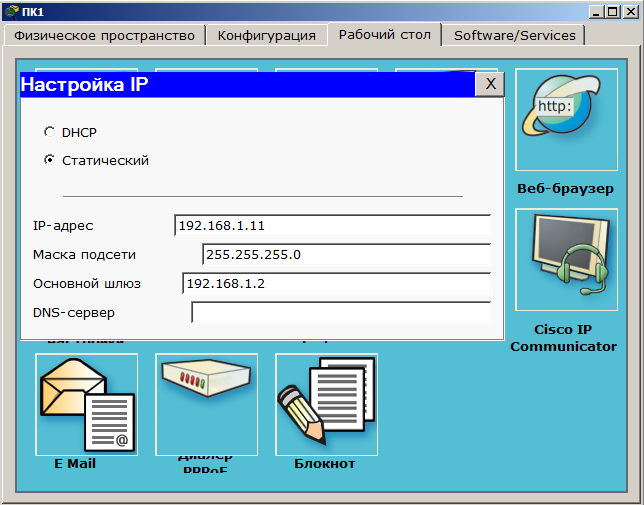 ПК1
Физическое пространство Конфигурация Рабочий стол Software/Services
Настройка IP X
DHCP
Статический
IP-адрес 192.168.1.11
Маска подсети 255.255.255.0
Основной шлюз 192.168.1.2
DNS-сервер
http:
Веб-браузер
Cisco IP
Communicator
@
E Mail
Диалер
PPPoE
Блокнот